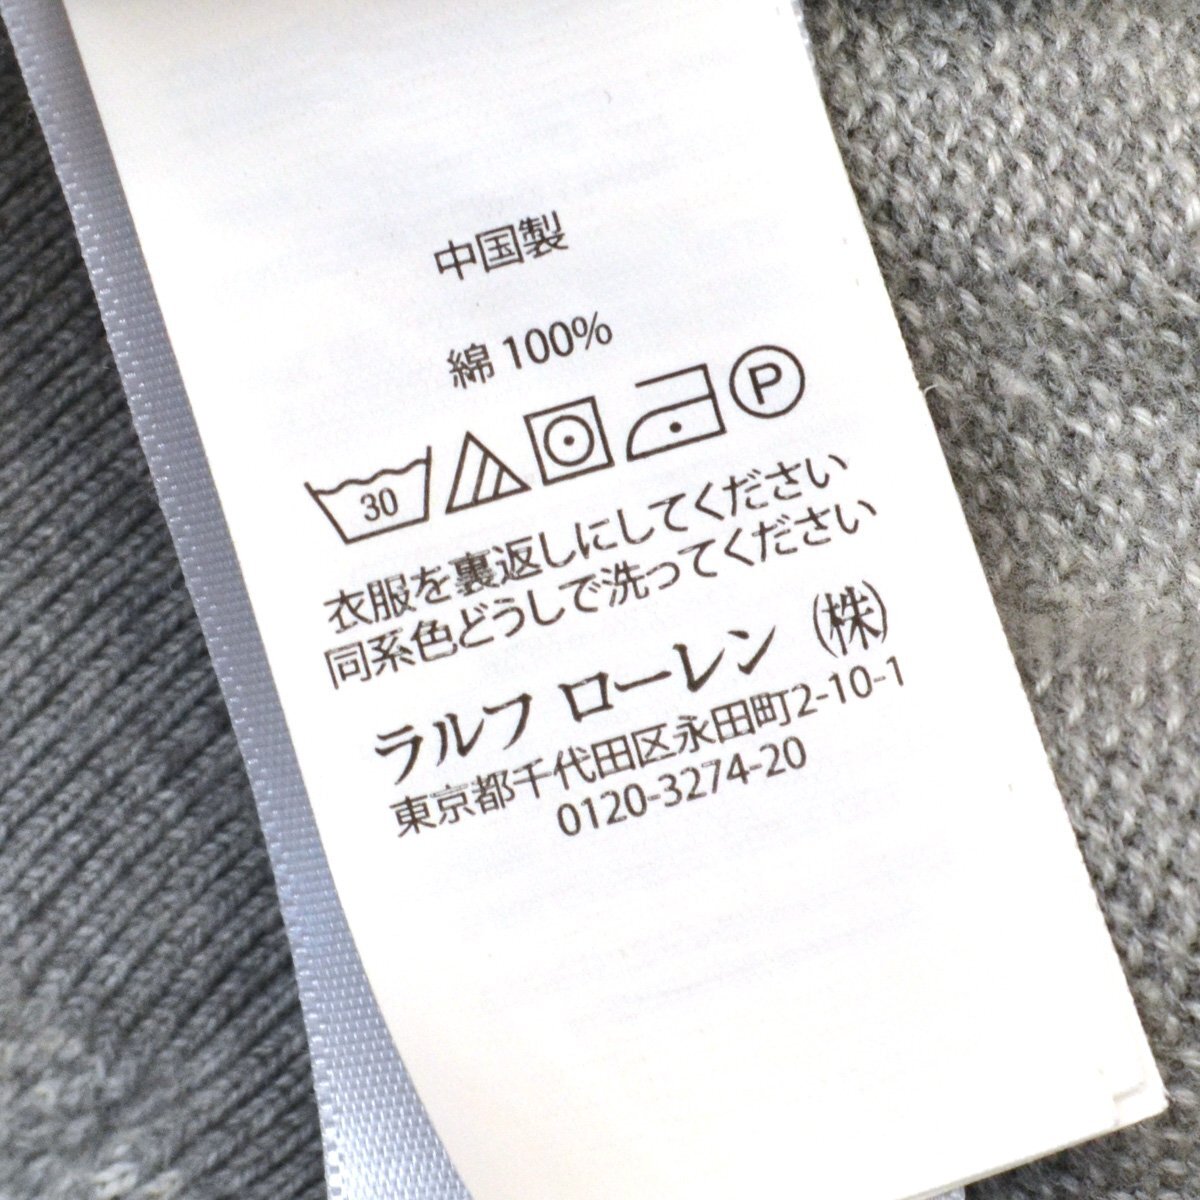 中国製
綿 100%
30 P
衣服を裏返しにしてください
同系色どうしで洗ってください
ラルフ ローレン (株)
東京都千代田区永田町2-10-1
0120-3274-20